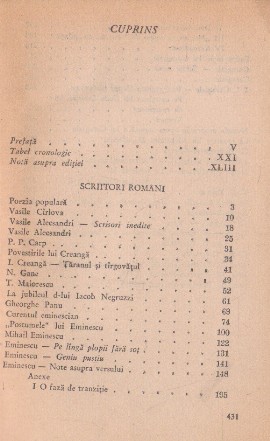 CUPRINS
Prefață . . . . . . . . . . . . . V
Tabel cronologic . . . . . . . . . . XXI
Notă asupra ediției . . . . . . . . . XLIII
SCRIITORI ROMÂNI
Poezia populară . . . . . . . . . . 3
Vasile Cîrlova . . . . . . . . . . 10
Vasile Alecsandri — Scrisori inedite . . . . 18
Vasile Alecsandri . . . . . . . . . 25
P. P. Carp . . . . . . . . . . . 31
Povestirile lui Creangă . . . . . . . . 34
I. Creangă — Țăranul și tîrgovățul . . . . 41
N. Gane . . . . . . . . . . . . 49
T. Maiorescu . . . . . . . . . . 52
La jubileul d-lui Iacob Negruzzi . . . . . 61
Gheorghe Panu . . . . . . . . . . 69
Curentul eminescian . . . . . . . . 74
„Postumele” lui Eminescu . . . . . . . 100
Mihail Eminescu . . . . . . . . . 122
Eminescu — Pe lîngă plopii fără soț . . . . 131
Eminescu — Geniu pustiu . . . . . . . 141
Eminescu — Note asupra versului . . . . . 148
Anexe
I O fază de tranziție . . . . . . . 195
431